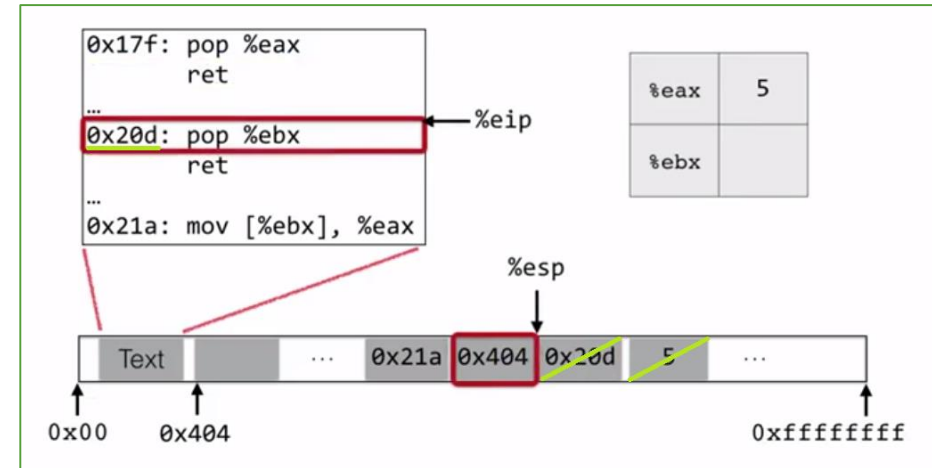 0x17f: pop %eax
ret
…
0x20d: pop %ebx
ret
…
0x21a: mov [%ebx], %eax
%eip
%eax 5
%ebx
%esp
Text ... 0x21a 0x404 0x20d 5 ...
0x00 0x404 0xffffffff